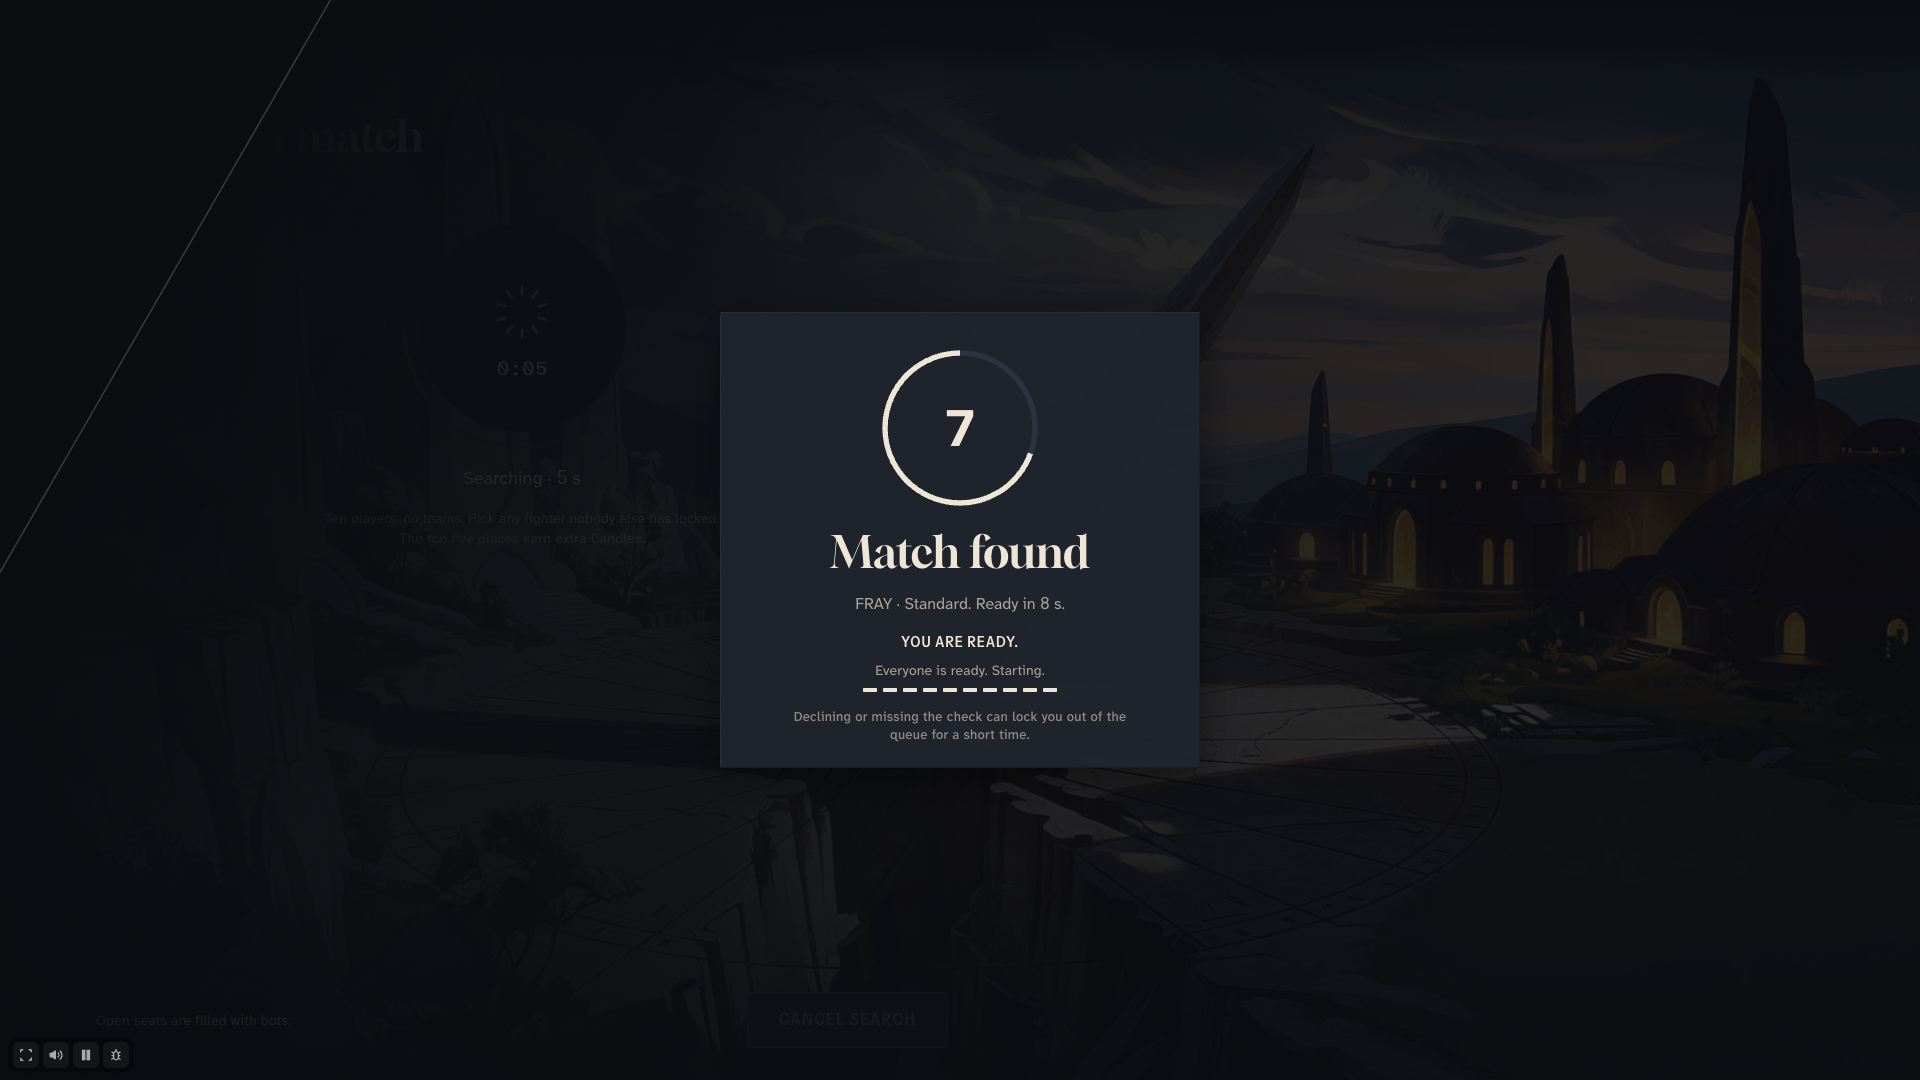 match
0:05
Searching · 5 s
Ten players, no teams. Pick any fighter nobody else has locked.
The top five places earn extra Candles.
7
Match found
FRAY · Standard. Ready in 8 s.
YOU ARE READY.
Everyone is ready. Starting.
Declining or missing the check can lock you out of the
queue for a short time.
CANCEL SEARCH
Open seats are filled with bots.